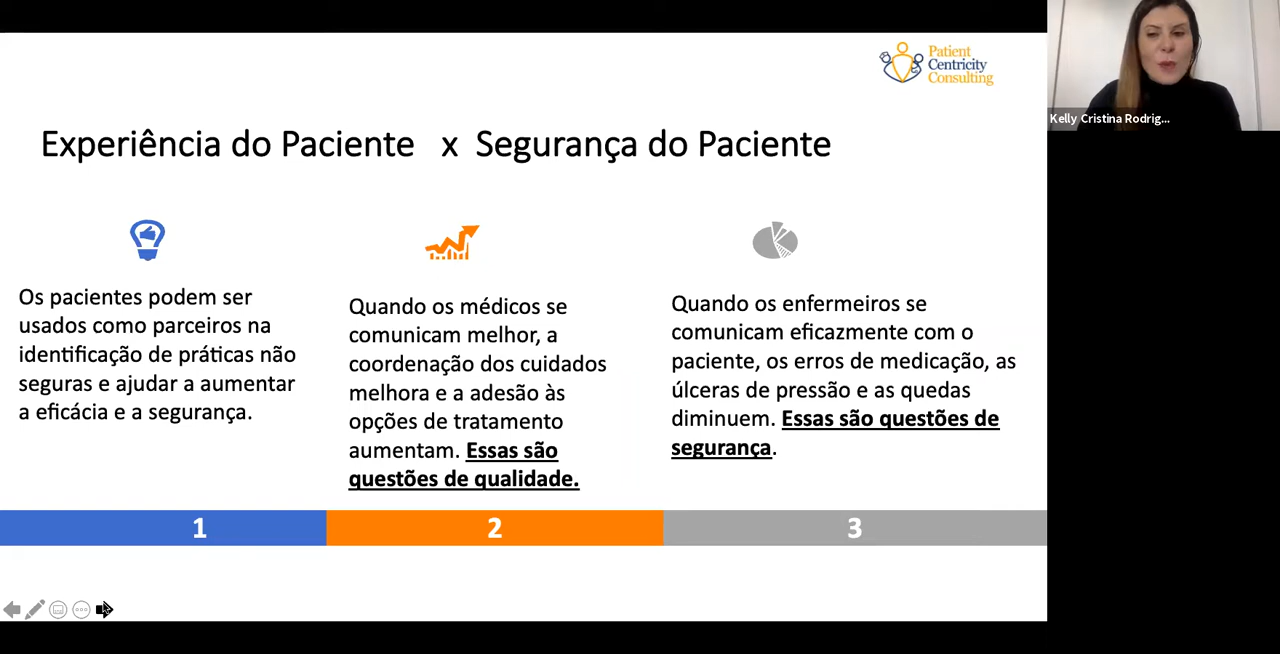 Patient
Centricity
Consulting
Kelly Cristina Rodrig...
Experiência do Paciente x Segurança do Paciente
Os pacientes podem ser
usados como parceiros na
identificação de práticas não
seguras e ajudar a aumentar
a eficácia e a segurança.
Quando os médicos se
comunicam melhor, a
coordenação dos cuidados
melhora e a adesão às
opções de tratamento
aumentam. Essas são
questões de qualidade.
Quando os enfermeiros se
comunicam eficazmente com o
paciente, os erros de medicação, as
úlceras de pressão e as quedas
diminuem. Essas são questões de
segurança.
1
2
3